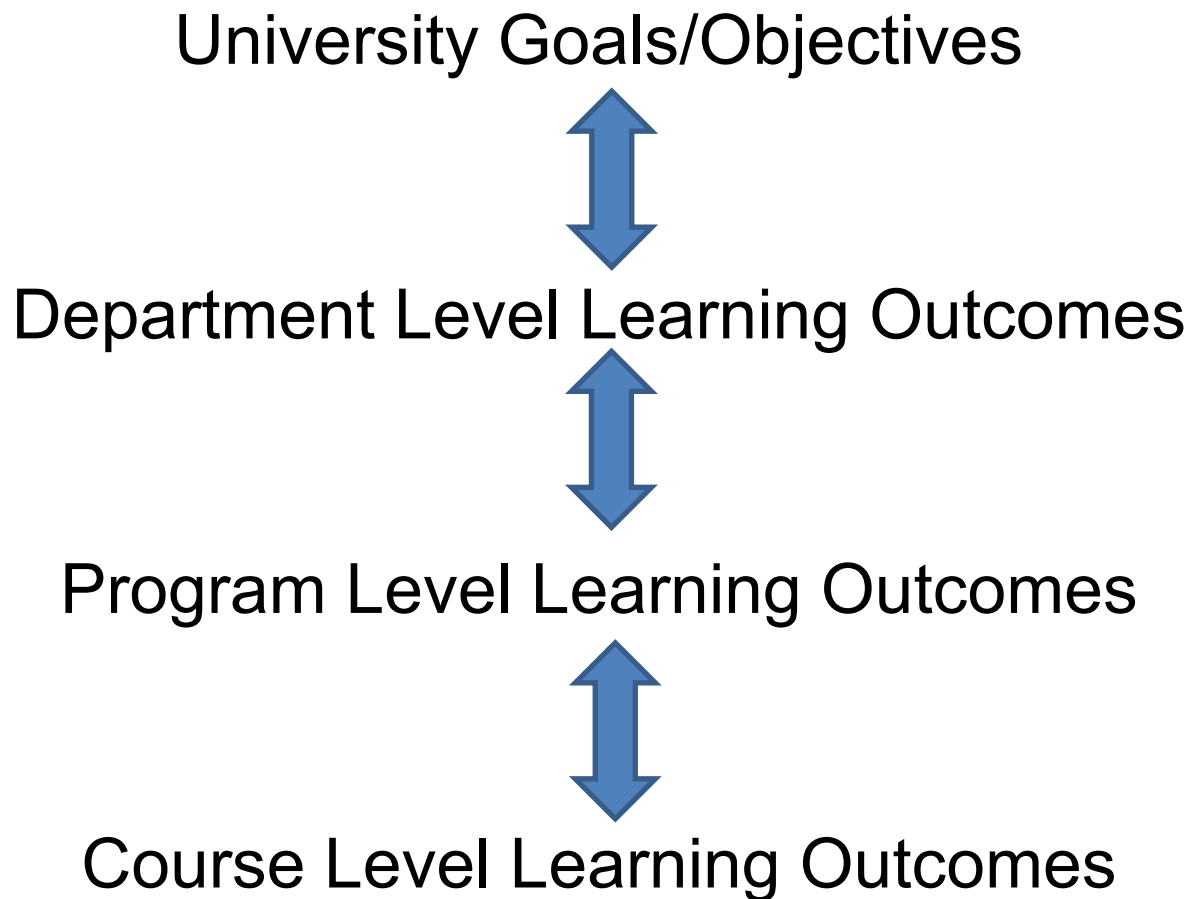 University Goals/Objectives
Department Level Learning Outcomes
Program Level Learning Outcomes
Course Level Learning Outcomes